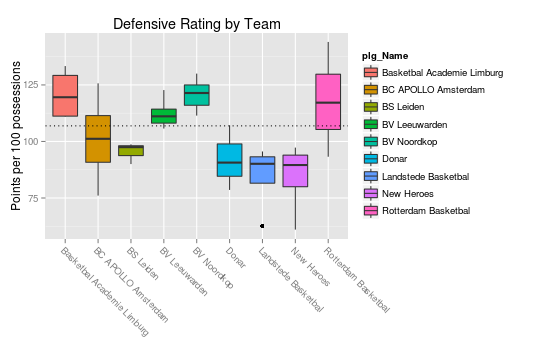 Defensive Rating by Team
Points per 100 possessions
125
100
75
Basketbal Academie Limburg
BC APOLLO Amsterdam
BS Leiden
BV Leeuwarden
BV Noordkop
Donar
Landstede Basketbal
New Heroes
Rotterdam Basketbal
plg_Name
Basketbal Academie Limburg
BC APOLLO Amsterdam
BS Leiden
BV Leeuwarden
BV Noordkop
Donar
Landstede Basketbal
New Heroes
Rotterdam Basketbal